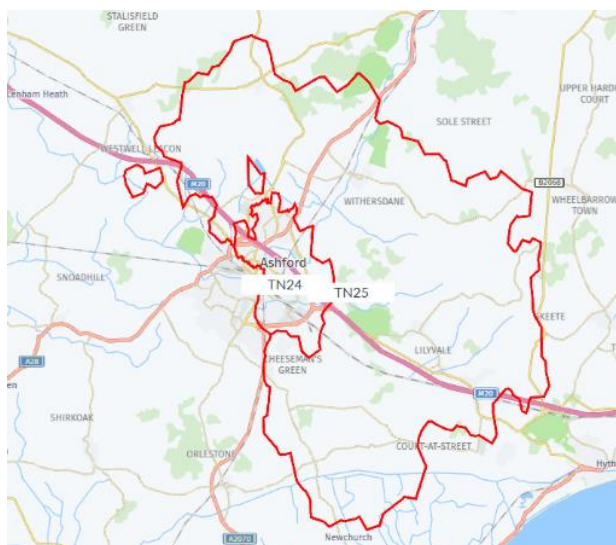 STALISFIELD
GREEN
Lenham Heath
UPPER HARD
COURT
SOLE STREET
WESTWELL LEACON
M20
B2068
WITHERSDANE
WHEELBARROW
TOWN
Ashford
SNOADHILL
TN24
TN25
SKEETE
LILYVALE
A28
CHEESEMAN'S
GREEN
M20
SHIRKOAK
COURT-AT-STREET
ORLESTONE
Hyth
A2070
Newchurch